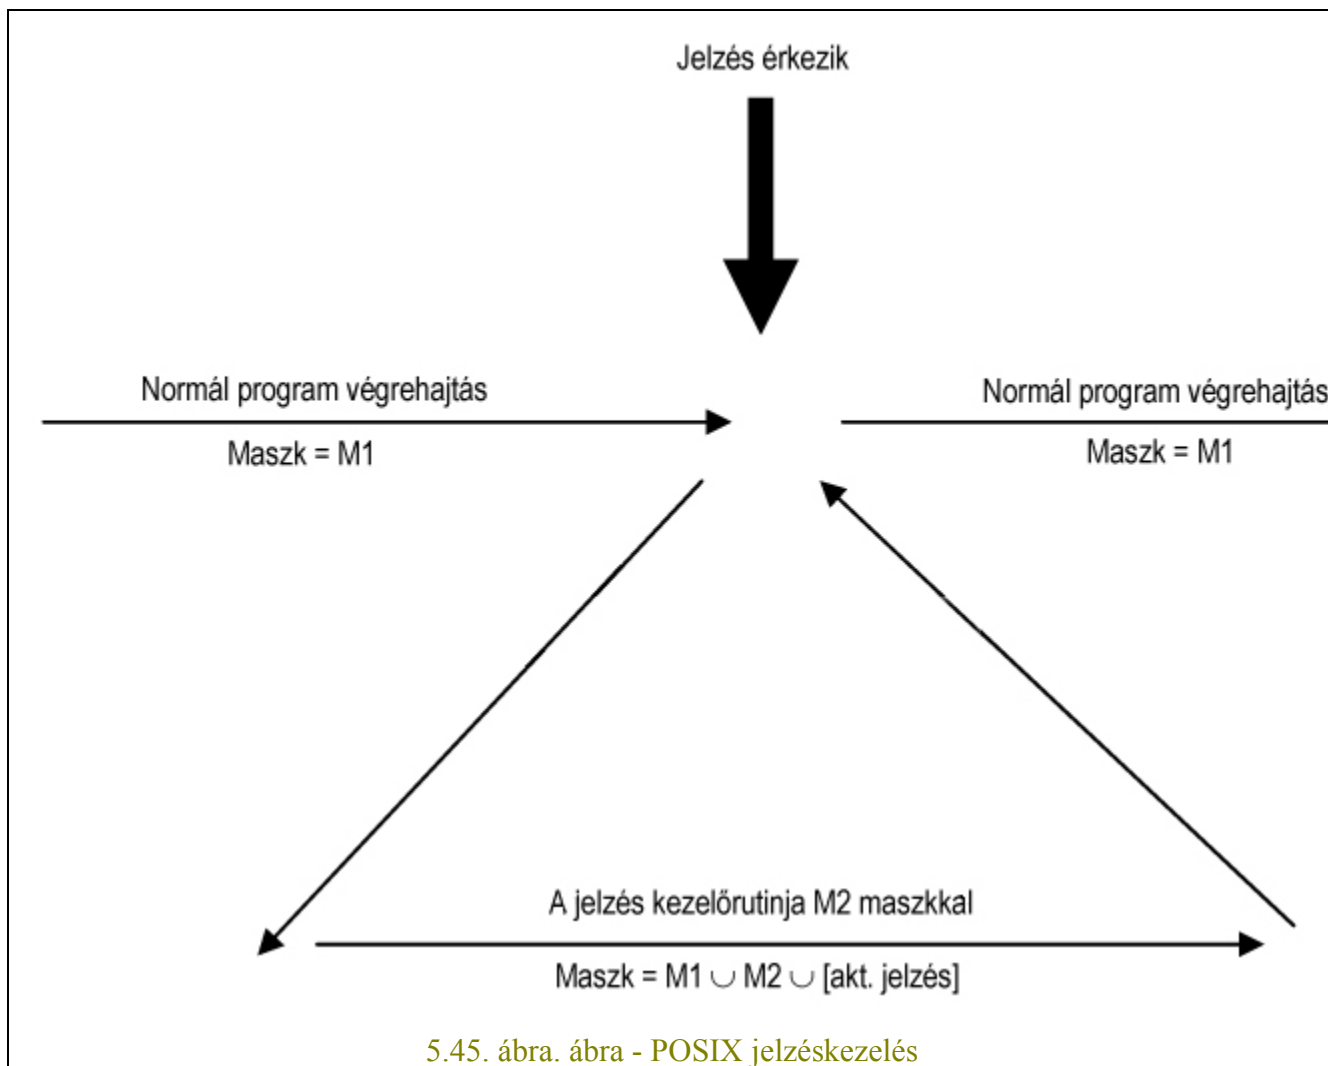 Jelzés érkezik
Normál program végrehajtás
Maszk = M1
Normál program végrehajtás
Maszk = M1
A jelzés kezelőrutinja M2 maszkkal
Maszk = M1 ∪ M2 ∪ [akt. jelzés]
5.45. ábra. ábra - POSIX jelzéskezelés